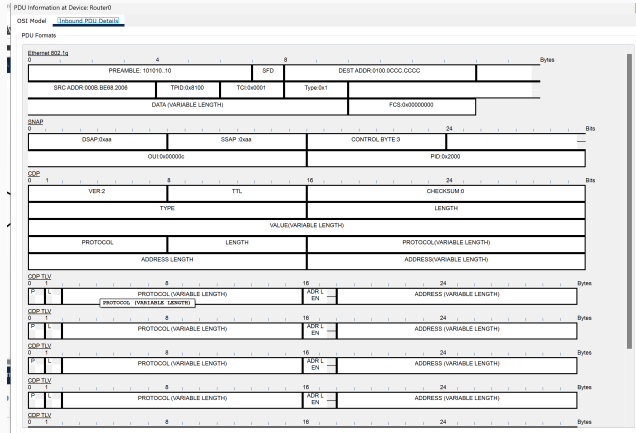 PDU Information at Device: Router0
OSI Model Inbound PDU Details
PDU Formats
Ethernet 802.1q
0 4 8 Bytes
PREAMBLE: 101010..10 SFD DEST ADDR:0100.0CCC.CCCC
SRC ADDR:000B.BE68.2006 TPID:0x8100 TCI:0x0001 Type:0x1
DATA (VARIABLE LENGTH) FCS:0x00000000
SNAP
0 8 16 24 Bits
DSAP:0xaa SSAP :0xaa CONTROL BYTE:3
OUI:0x00000c PID:0x2000
CDP
0 1 8 16 24 Bits
VER:2 TTL CHECKSUM:0
TYPE LENGTH
VALUE(VARIABLE LENGTH)
PROTOCOL LENGTH PROTOCOL(VARIABLE LENGTH)
ADDRESS LENGTH ADDRESS(VARIABLE LENGTH)
CDP TLV
0 1 8 16 24 Bytes
P L PROTOCOL (VARIABLE LENGTH) ADR L EN ADDRESS (VARIABLE LENGTH)
PROTOCOL (VARIABLE LENGTH)
CDP TLV
0 1 8 16 24 Bytes
P L PROTOCOL (VARIABLE LENGTH) ADR L EN ADDRESS (VARIABLE LENGTH)
CDP TLV
0 1 8 16 24 Bytes
P L PROTOCOL (VARIABLE LENGTH) ADR L EN ADDRESS (VARIABLE LENGTH)
CDP TLV
0 1 8 16 24 Bytes
P L PROTOCOL (VARIABLE LENGTH) ADR L EN ADDRESS (VARIABLE LENGTH)
CDP TLV
0 1 8 16 24 Bytes